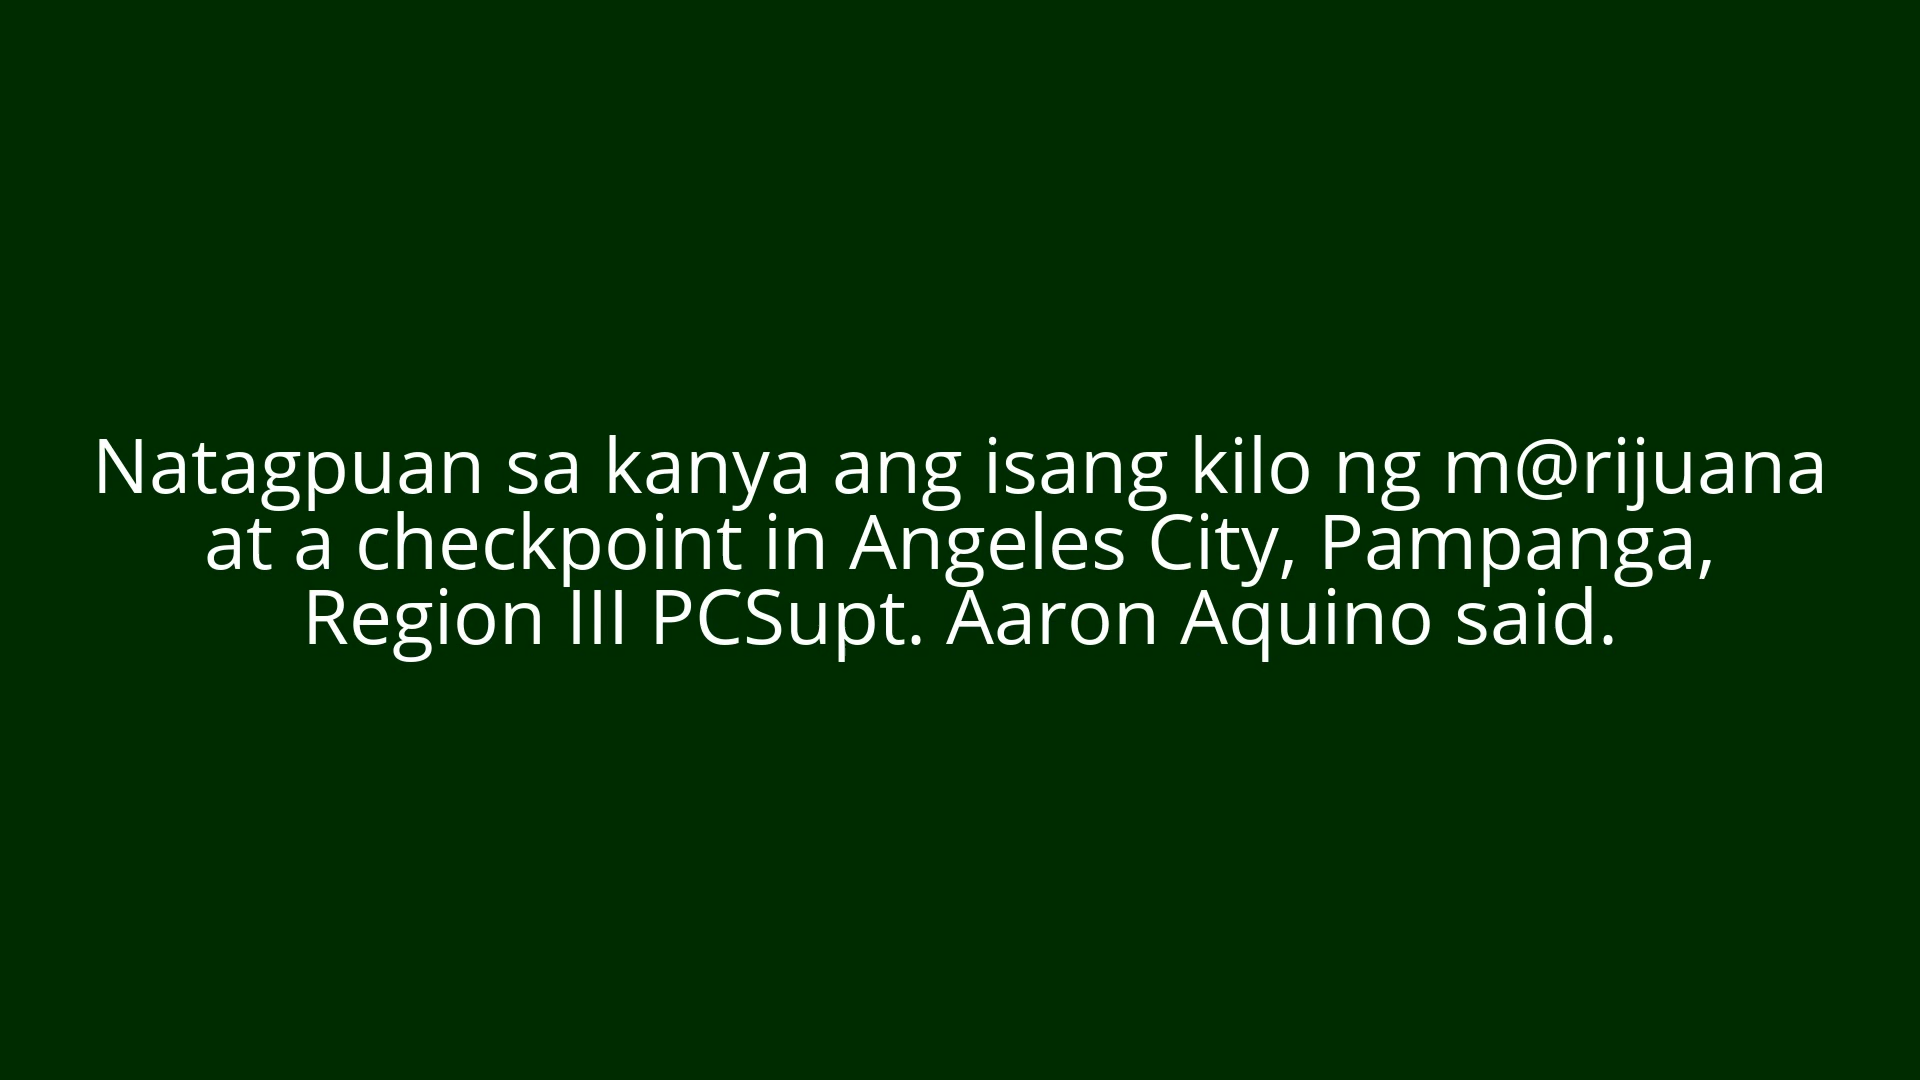 Natagpuan sa kanya ang isang kilo ng m@rijuana
at a checkpoint in Angeles City, Pampanga,
Region III PCSupt. Aaron Aquino said.